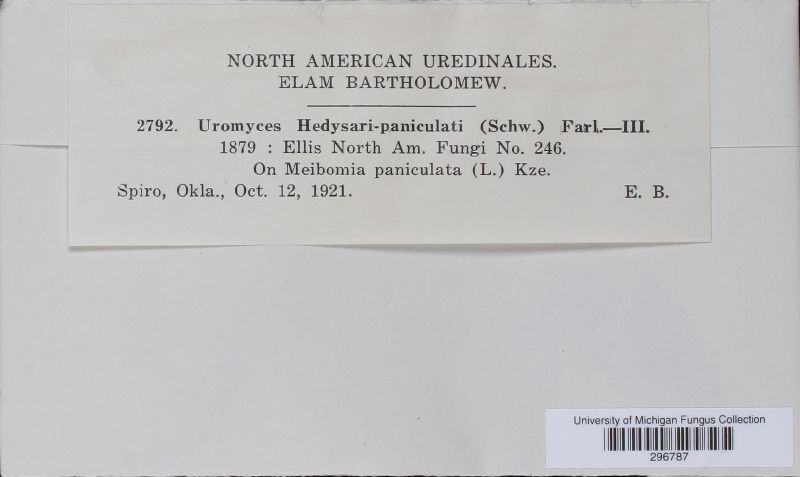 NORTH AMERICAN UREDINALES.
ELAM BARTHOLOMEW.
2792. Uromyces Hedysari-paniculati (Schw.) Farl.—III.
1879 : Ellis North Am. Fungi No. 246.
On Meibomia paniculata (L.) Kze.
Spiro, Okla., Oct. 12, 1921. E. B.
University of Michigan Fungus Collection
296787